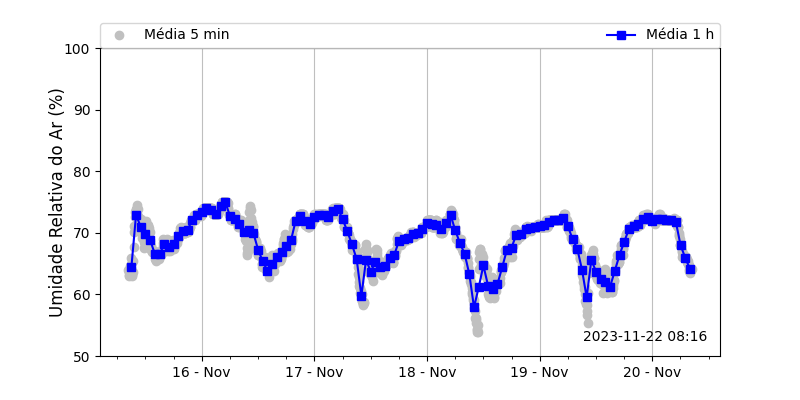 Média 5 min
Média 1 h
Umidade Relativa do Ar (%)
100
90
80
70
60
50
2023-11-22 08:16
16 - Nov
17 - Nov
18 - Nov
19 - Nov
20 - Nov